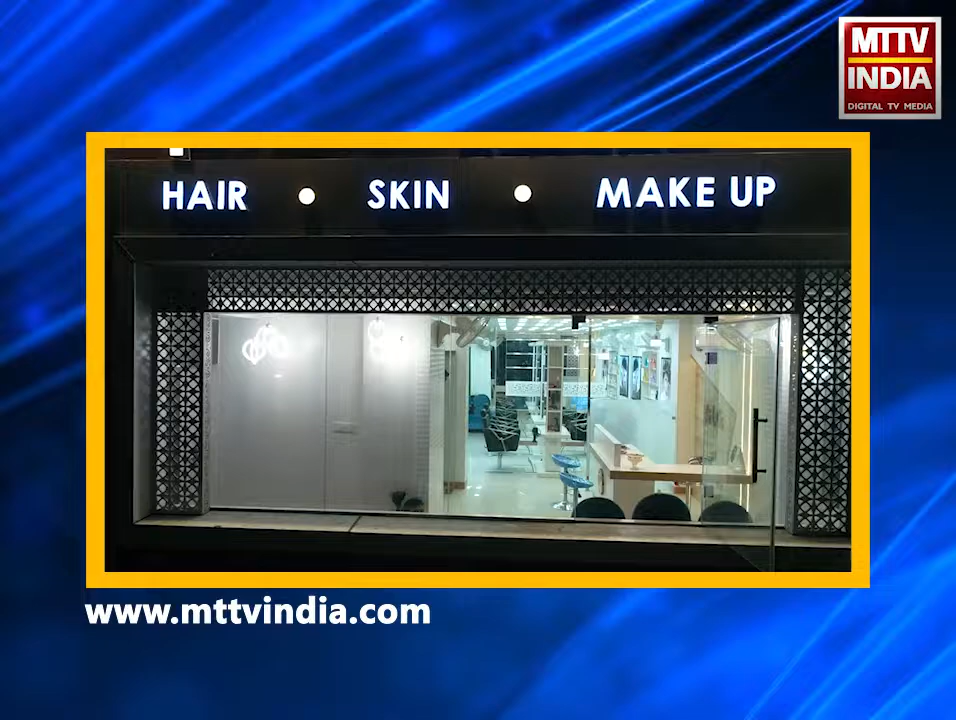 MTTV
INDIA
DIGITAL TV MEDIA
HAIR • SKIN • MAKE UP
www.mttvindia.com